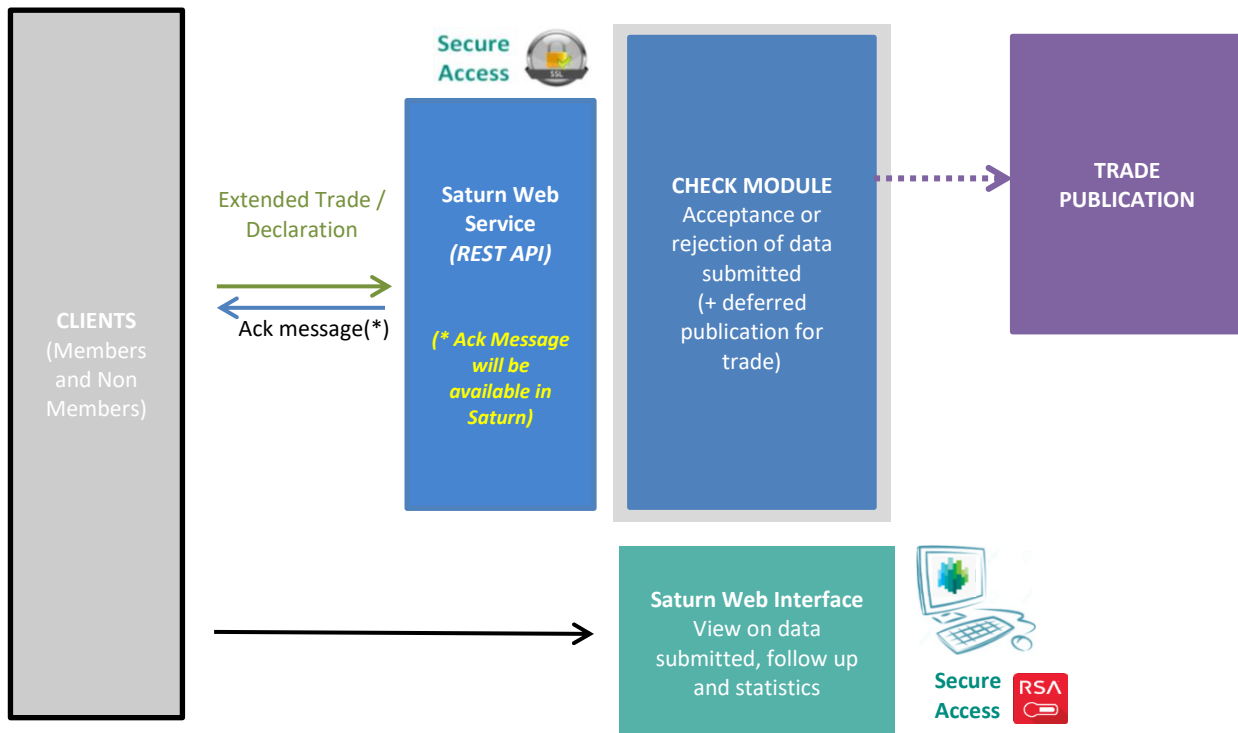 CLIENTS
(Members
and Non
Members)
Extended Trade /
Declaration
Ack message(*)
Secure
Access
SSL
Saturn Web
Service
(REST API)
(* Ack Message
will be
available in
Saturn)
CHECK MODULE
Acceptance or
rejection of data
submitted
(+ deferred
publication for
trade)
TRADE
PUBLICATION
Saturn Web Interface
View on data
submitted, follow up
and statistics
Secure
Access
RSA